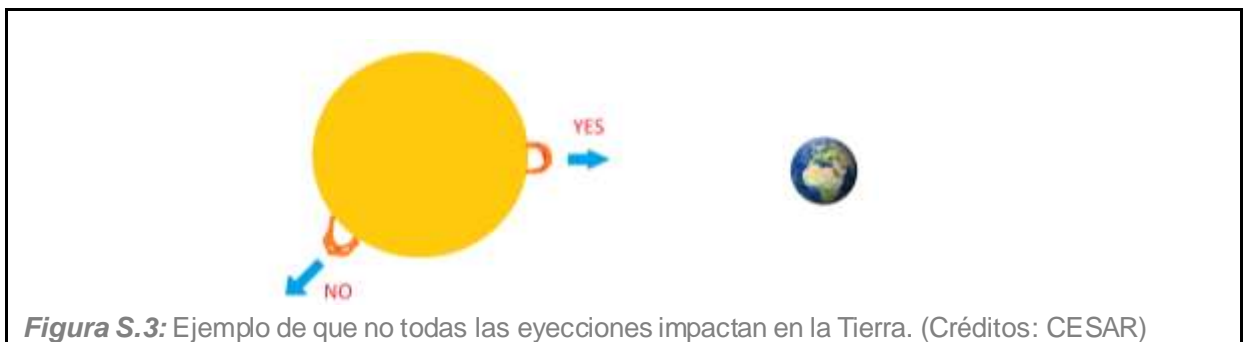 YES
NO
Figura S.3: Ejemplo de que no todas las eyecciones impactan en la Tierra. (Créditos: CESAR)